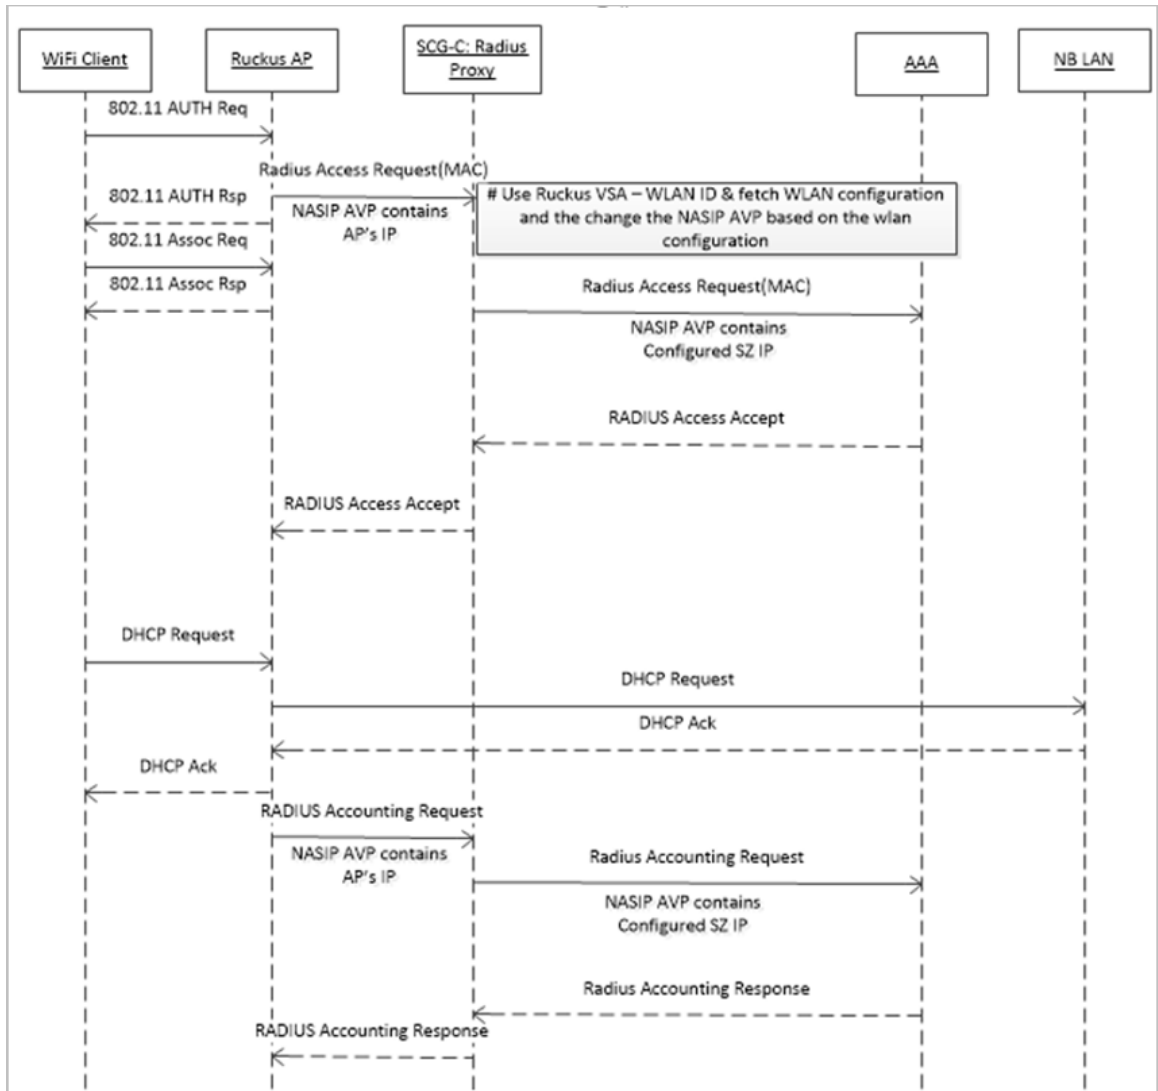 WiFi Client
Ruckus AP
SCG-C: Radius
Proxy
AAA
NB LAN
802.11 AUTH Req
Radius Access Request(MAC)
802.11 AUTH Rsp
NASIP AVP contains
AP's IP
# Use Ruckus VSA – WLAN ID & fetch WLAN configuration
and the change the NASIP AVP based on the wlan
configuration
802.11 Assoc Req
802.11 Assoc Rsp
Radius Access Request(MAC)
NASIP AVP contains
Configured SZ IP
RADIUS Access Accept
RADIUS Access Accept
DHCP Request
DHCP Request
DHCP Ack
DHCP Ack
RADIUS Accounting Request
NASIP AVP contains
AP's IP
Radius Accounting Request
NASIP AVP contains
Configured SZ IP
Radius Accounting Response
RADIUS Accounting Response